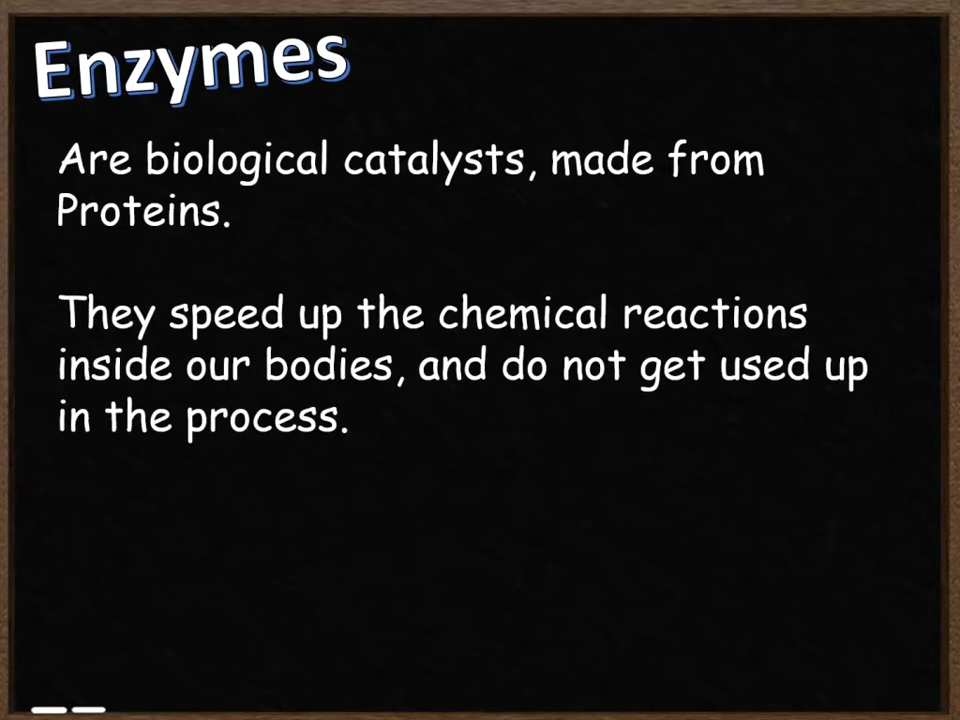 Enzymes
Are biological catalysts, made from
Proteins.
They speed up the chemical reactions
inside our bodies, and do not get used up
in the process.